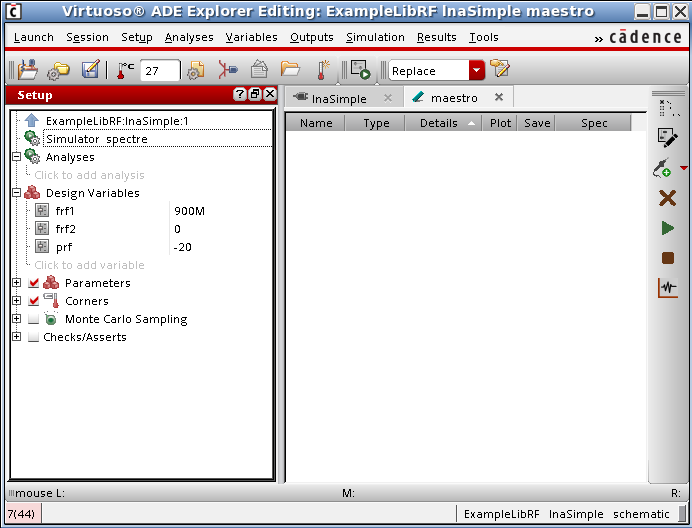 Virtuoso® ADE Explorer Editing: ExampleLibRF lnaSimple maestro
Launch Session Setup Analyses Variables Outputs Simulation Results Tools » cādence
°C 27 Replace
Setup
lnaSimple maestro
Name Type Details Plot Save Spec
ExampleLibRF:lnaSimple:1
Simulator spectre
Analyses
Click to add analysis
Design Variables
frf1 900M
frf2 0
prf -20
Click to add variable
Parameters
Corners
Monte Carlo Sampling
Checks/Asserts
mouse L: M: R:
7(44) ExampleLibRF lnaSimple schematic